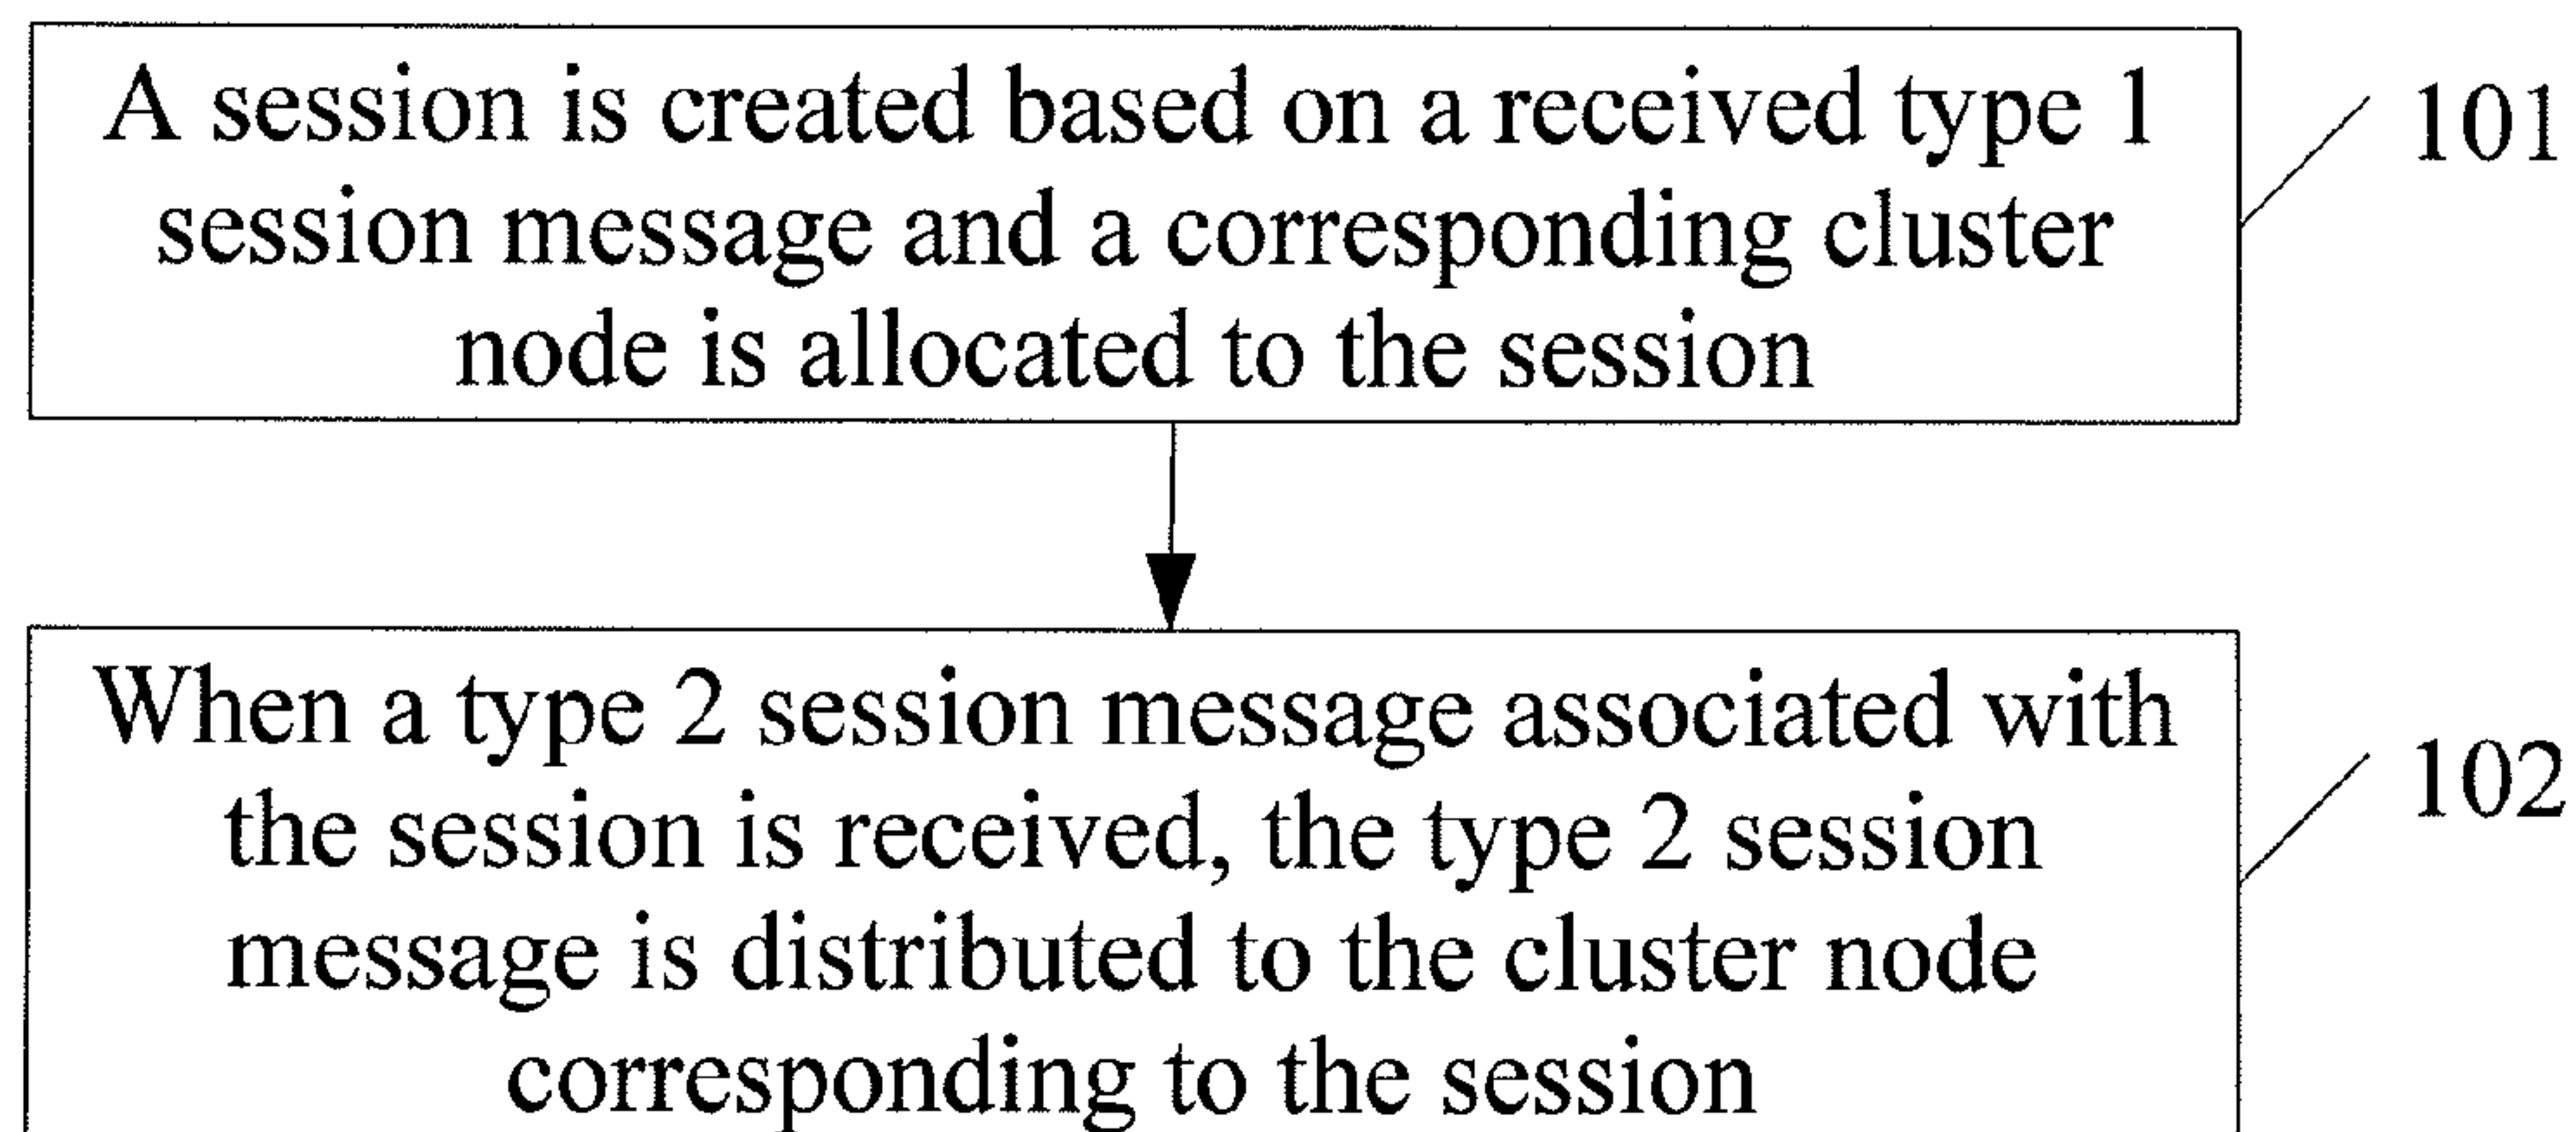 A session is created based on a received type 1
101
session message and a corresponding cluster
node is allocated to the session
When a type 2 session message associated with
the session is received, the type 2 session
102
message is distributed to the cluster node
corresponding to the session